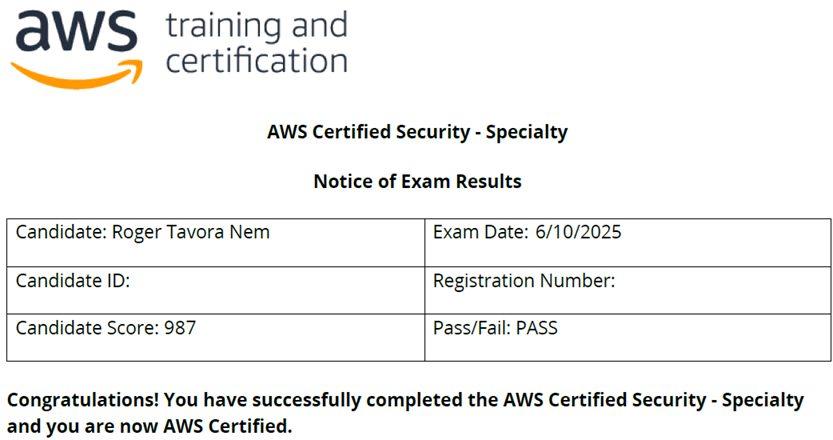 aws training and
certification
AWS Certified Security - Specialty
Notice of Exam Results
Candidate: Roger Tavora Nem
Exam Date: 6/10/2025
Candidate ID:
Registration Number:
Candidate Score: 987
Pass/Fail: PASS
Congratulations! You have successfully completed the AWS Certified Security - Specialty
and you are now AWS Certified.